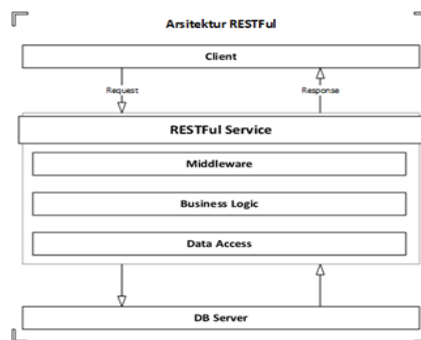 Arsitektur RESTFul
Client
Request
Response
RESTFul Service
Middleware
Business Logic
Data Access
DB Server